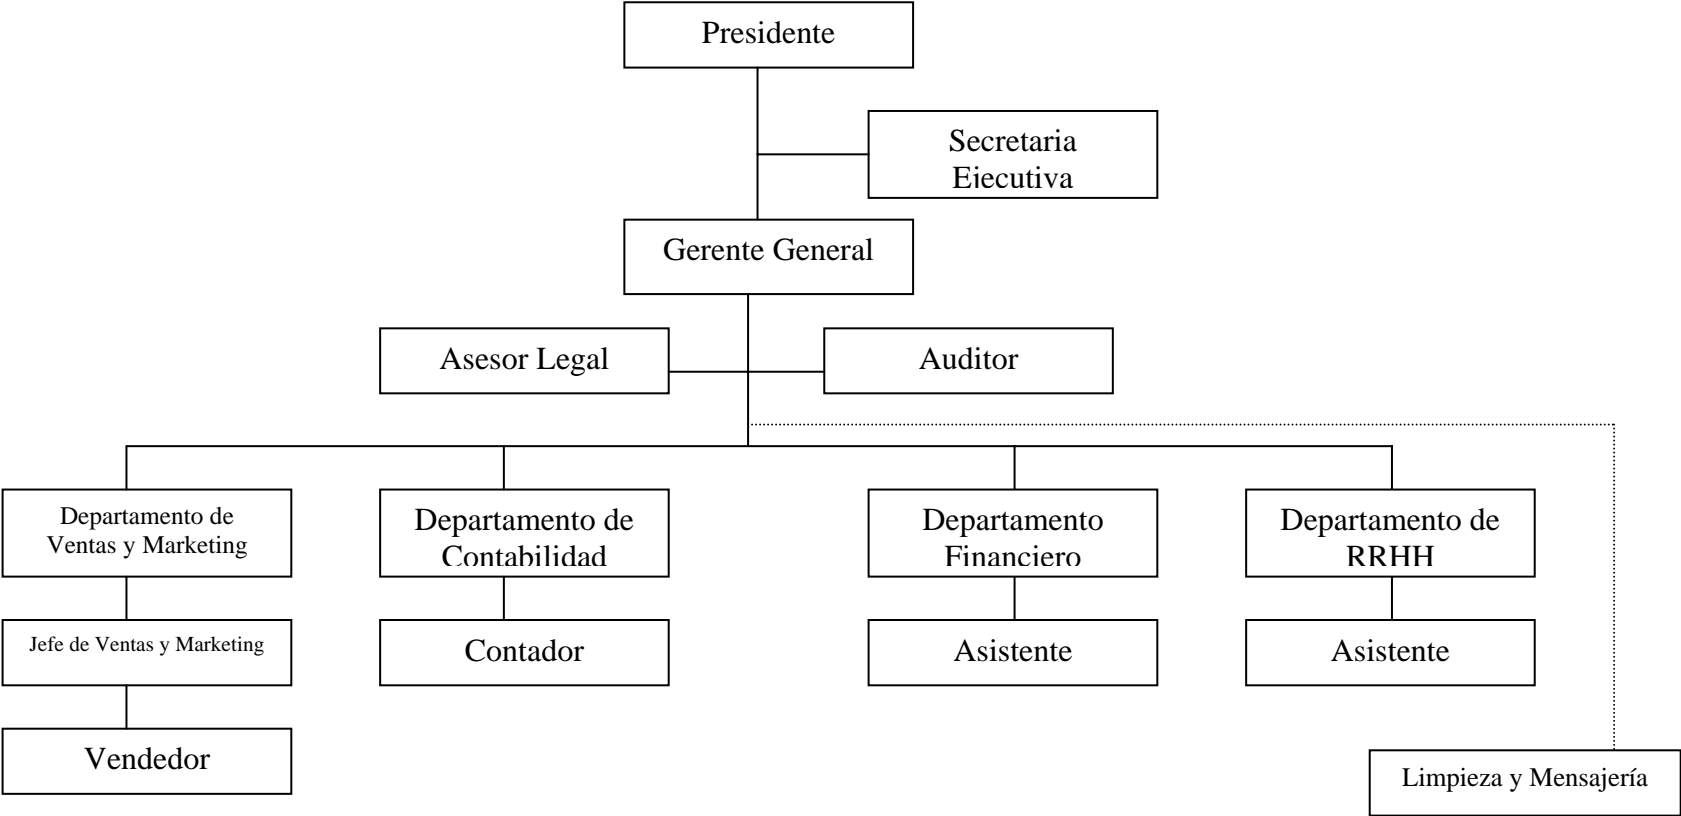 Presidente
Secretaria
Ejecutiva
Gerente General
Asesor Legal
Auditor
Departamento de
Ventas y Marketing
Departamento de
Contabilidad
Departamento
Financiero
Departamento de
RRHH
Jefe de Ventas y Marketing
Contador
Asistente
Asistente
Vendedor
Limpieza y Mensajería